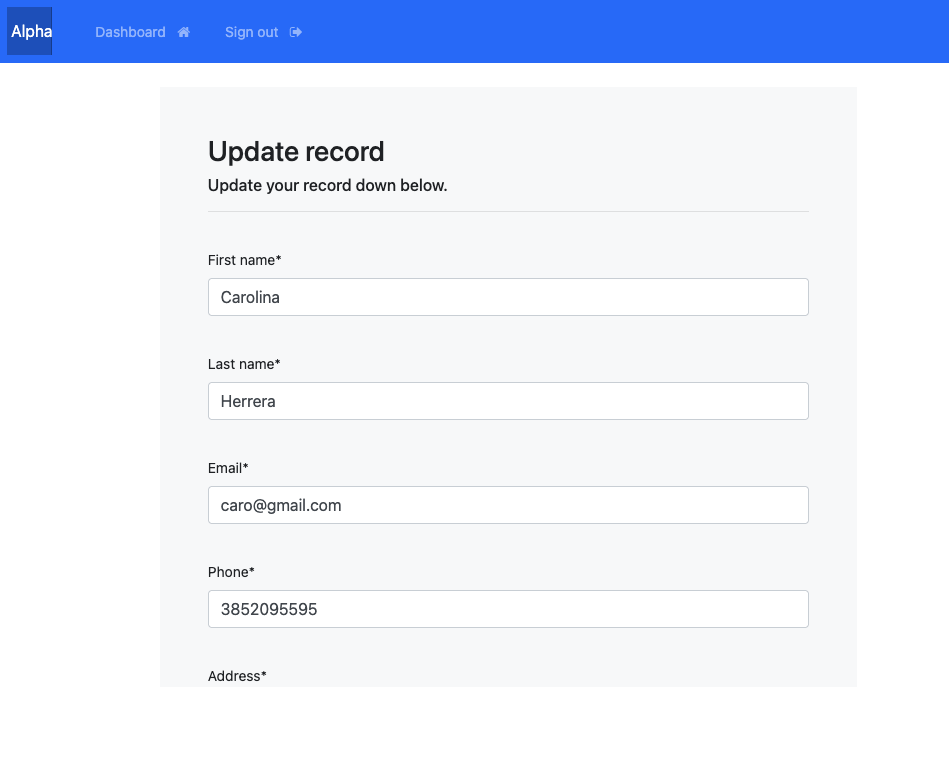 Alpha Dashboard Sign out
Update record
Update your record down below.
First name*
Carolina
Last name*
Herrera
Email*
caro@gmail.com
Phone*
3852095595
Address*